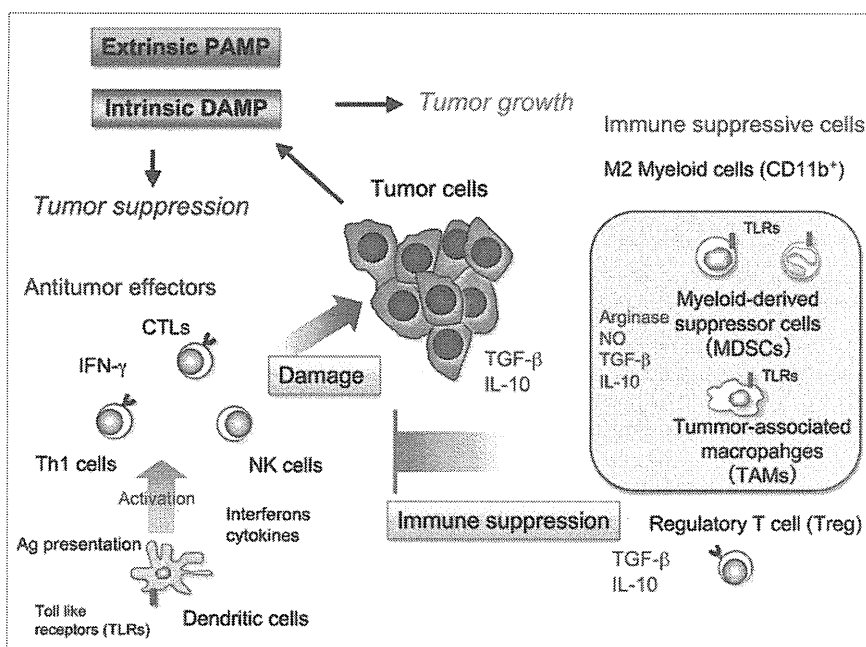 Extrinsic PAMP
Intrinsic DAMP
Tumor growth
Tumor suppression
Tumor cells
Immune suppressive cells
M2 Myeloid cells (CD11b⁺)
TLRs
Myeloid-derived
suppressor cells
(MDSCs)
Arginase
NO
TGF-β
IL-10
TLRs
Tummor-associated
macropahges
(TAMs)
Antitumor effectors
CTLs
IFN-γ
Th1 cells
NK cells
Damage
TGF-β
IL-10
Activation
Interferons
cytokines
Ag presentation
Toll like
receptors (TLRs)
Dendritic cells
Immune suppression
Regulatory T cell (Treg)
TGF-β
IL-10